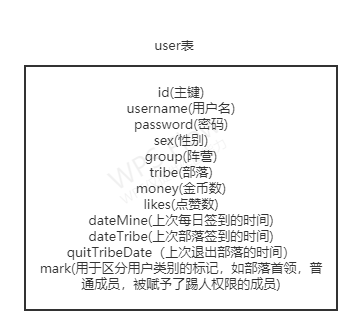 user表
id(主键)
username(用户名)
password(密码)
sex(性别)
group(阵营)
tribe(部落)
money(金币数)
likes(点赞数)
dateMine(上次每日签到的时间)
dateTribe(上次部落签到的时间)
quitTribeDate（上次退出部落的时间）
mark(用于区分用户类别的标记，如部落首领，普
通成员，被赋予了踢人权限的成员)